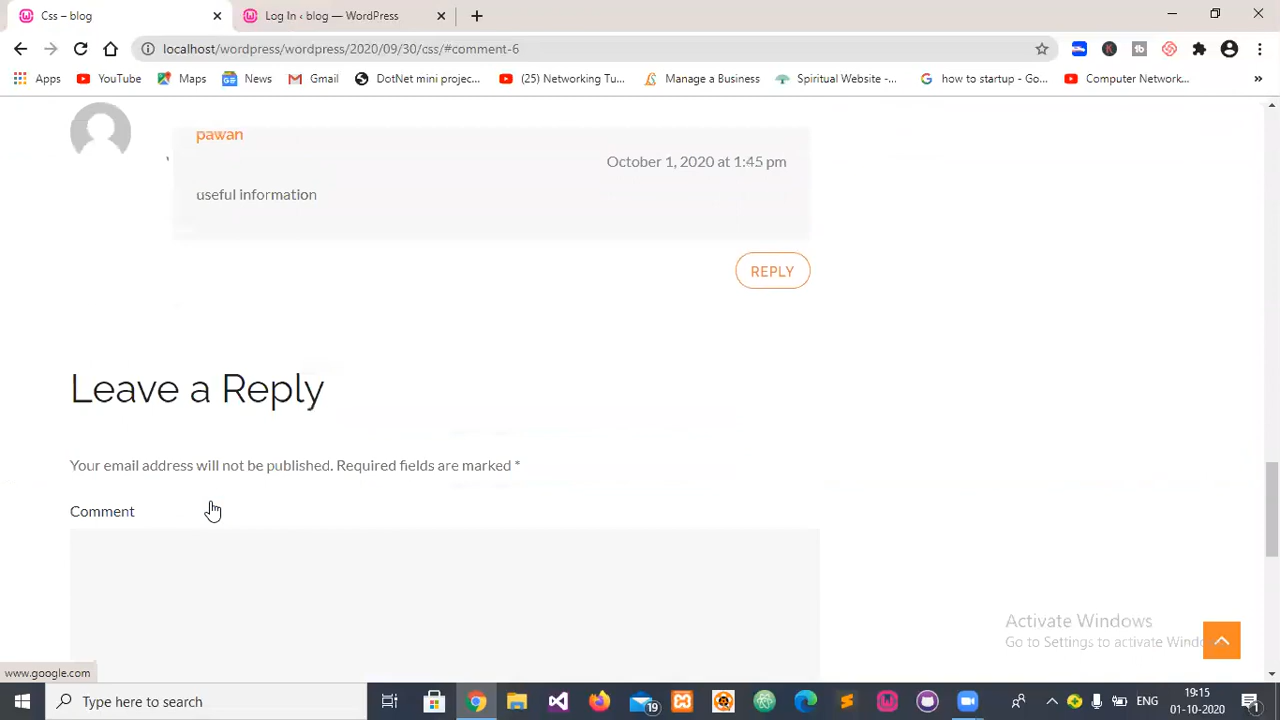 Css – blog
Log In ‹ blog — WordPress
localhost/wordpress/wordpress/2020/09/30/css/#comment-6
Apps
YouTube
Maps
News
Gmail
DotNet mini projec...
(25) Networking Tu...
Manage a Business
Spiritual Website -...
how to startup - Go...
Computer Network...
pawan
October 1, 2020 at 1:45 pm
useful information
REPLY
Leave a Reply
Your email address will not be published. Required fields are marked *
Comment
Activate Windows
Go to Settings to activate Windo
www.google.com
Type here to search
19
ENG
19:15
01-10-2020
1